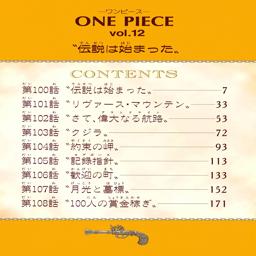 —ワンピース—
ONE PIECE
vol.12
〝伝説は始まった〟
CONTENTS
第100話 〝伝説は始まった〟 7
第101話 〝リヴァース・マウンテン〟 33
第102話 〝さて、偉大なる航路〟 53
第103話 〝クジラ〟 72
第104話 〝約束の岬〟 93
第105話 〝記録指針〟 113
第106話 〝歓迎の町〟 133
第107話 〝月光と墓標〟 152
第108話 〝100人の賞金稼ぎ〟 171